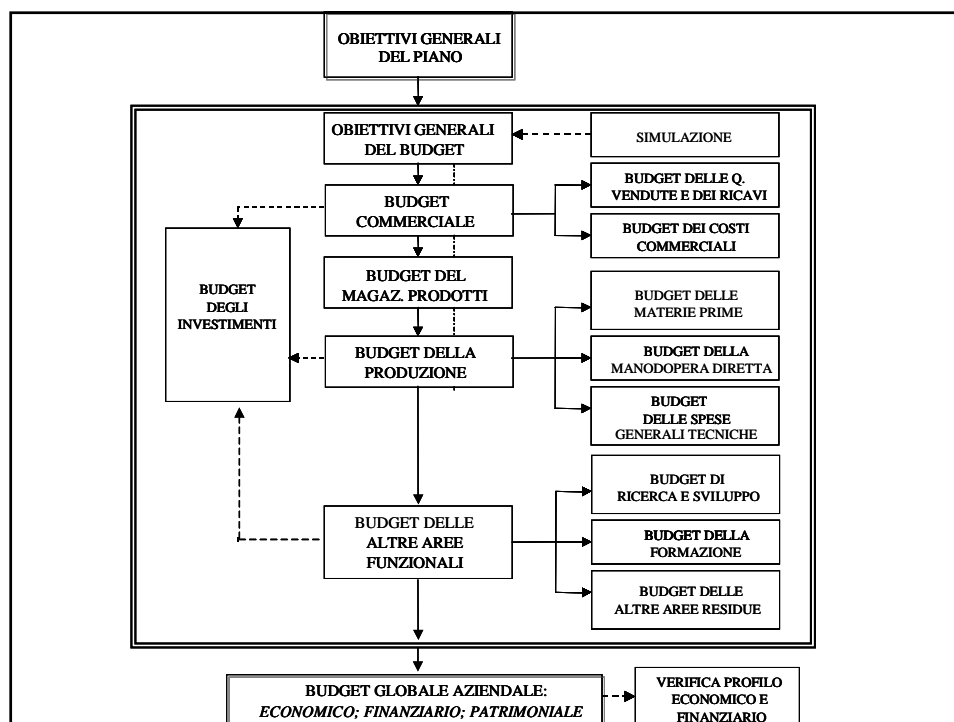 OBIETTIVI GENERALI
DEL PIANO
OBIETTIVI GENERALI
DEL BUDGET
SIMULAZIONE
BUDGET
COMMERCIALE
BUDGET DELLE Q.
VENDUTE E DEI RICAVI
BUDGET DEI COSTI
COMMERCIALI
BUDGET
DEGLI
INVESTIMENTI
BUDGET DEL
MAGAZ. PRODOTTI
BUDGET DELLA
PRODUZIONE
BUDGET DELLE
MATERIE PRIME
BUDGET DELLA
MANODOPERA DIRETTA
BUDGET
DELLE SPESE
GENERALI TECNICHE
BUDGET DELLE
ALTRE AREE
FUNZIONALI
BUDGET DI
RICERCA E SVILUPPO
BUDGET DELLA
FORMAZIONE
BUDGET DELLE
ALTRE AREE RESIDUE
BUDGET GLOBALE AZIENDALE:
ECONOMICO; FINANZIARIO; PATRIMONIALE
VERIFICA PROFILO
ECONOMICO E
FINANZIARIO